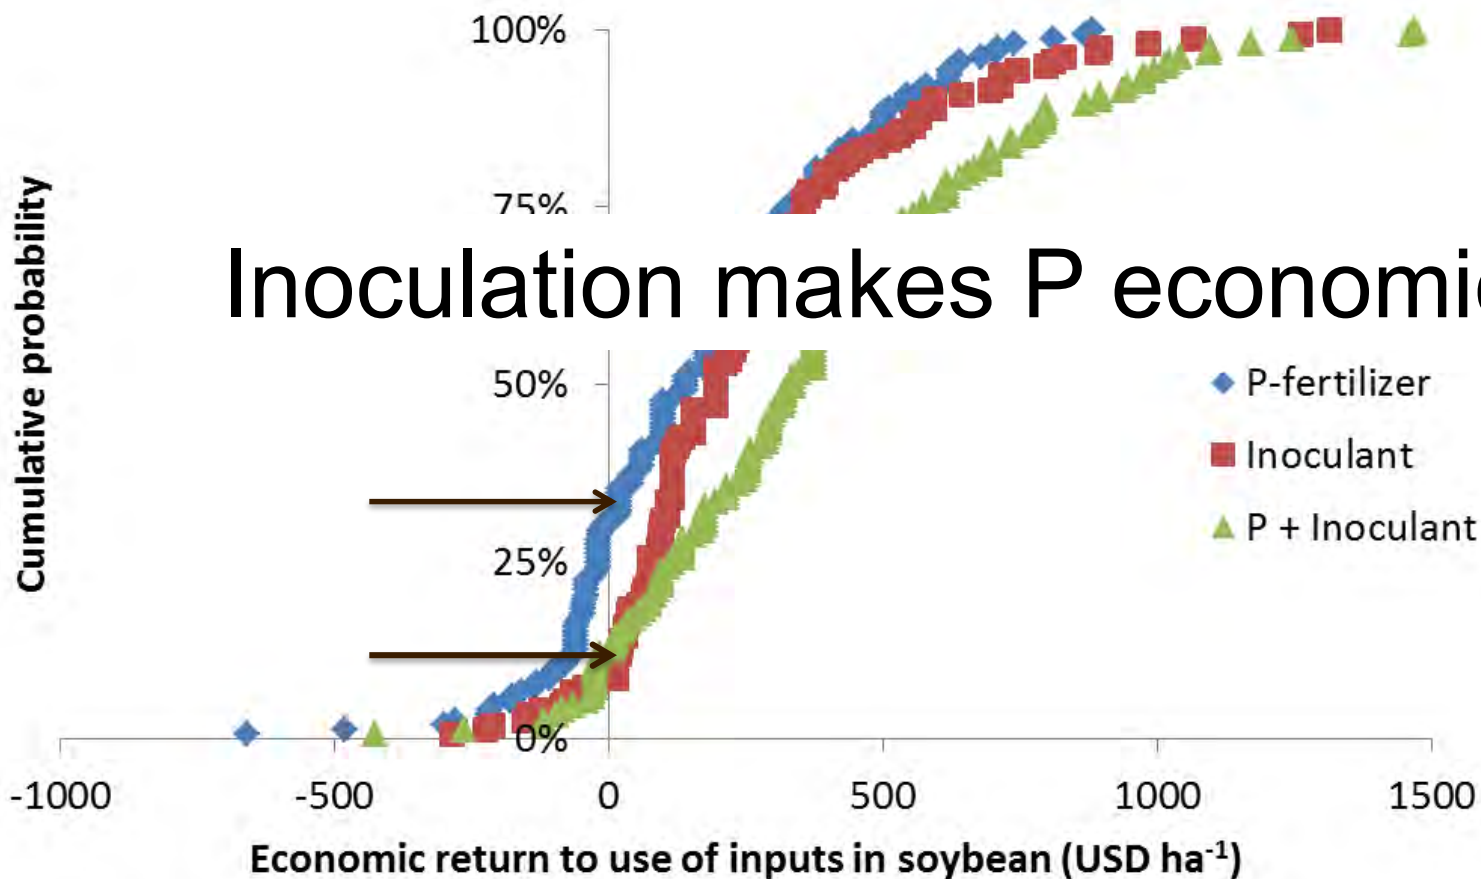 100%
75%
Inoculation makes P
50%
25%
0%
-1000 -500 0 500 1000 1500
Cumulative probability
Economic return to use of inputs in soybean (USD ha⁻¹)
P-fertilizer
Inoculant
P + Inoculant